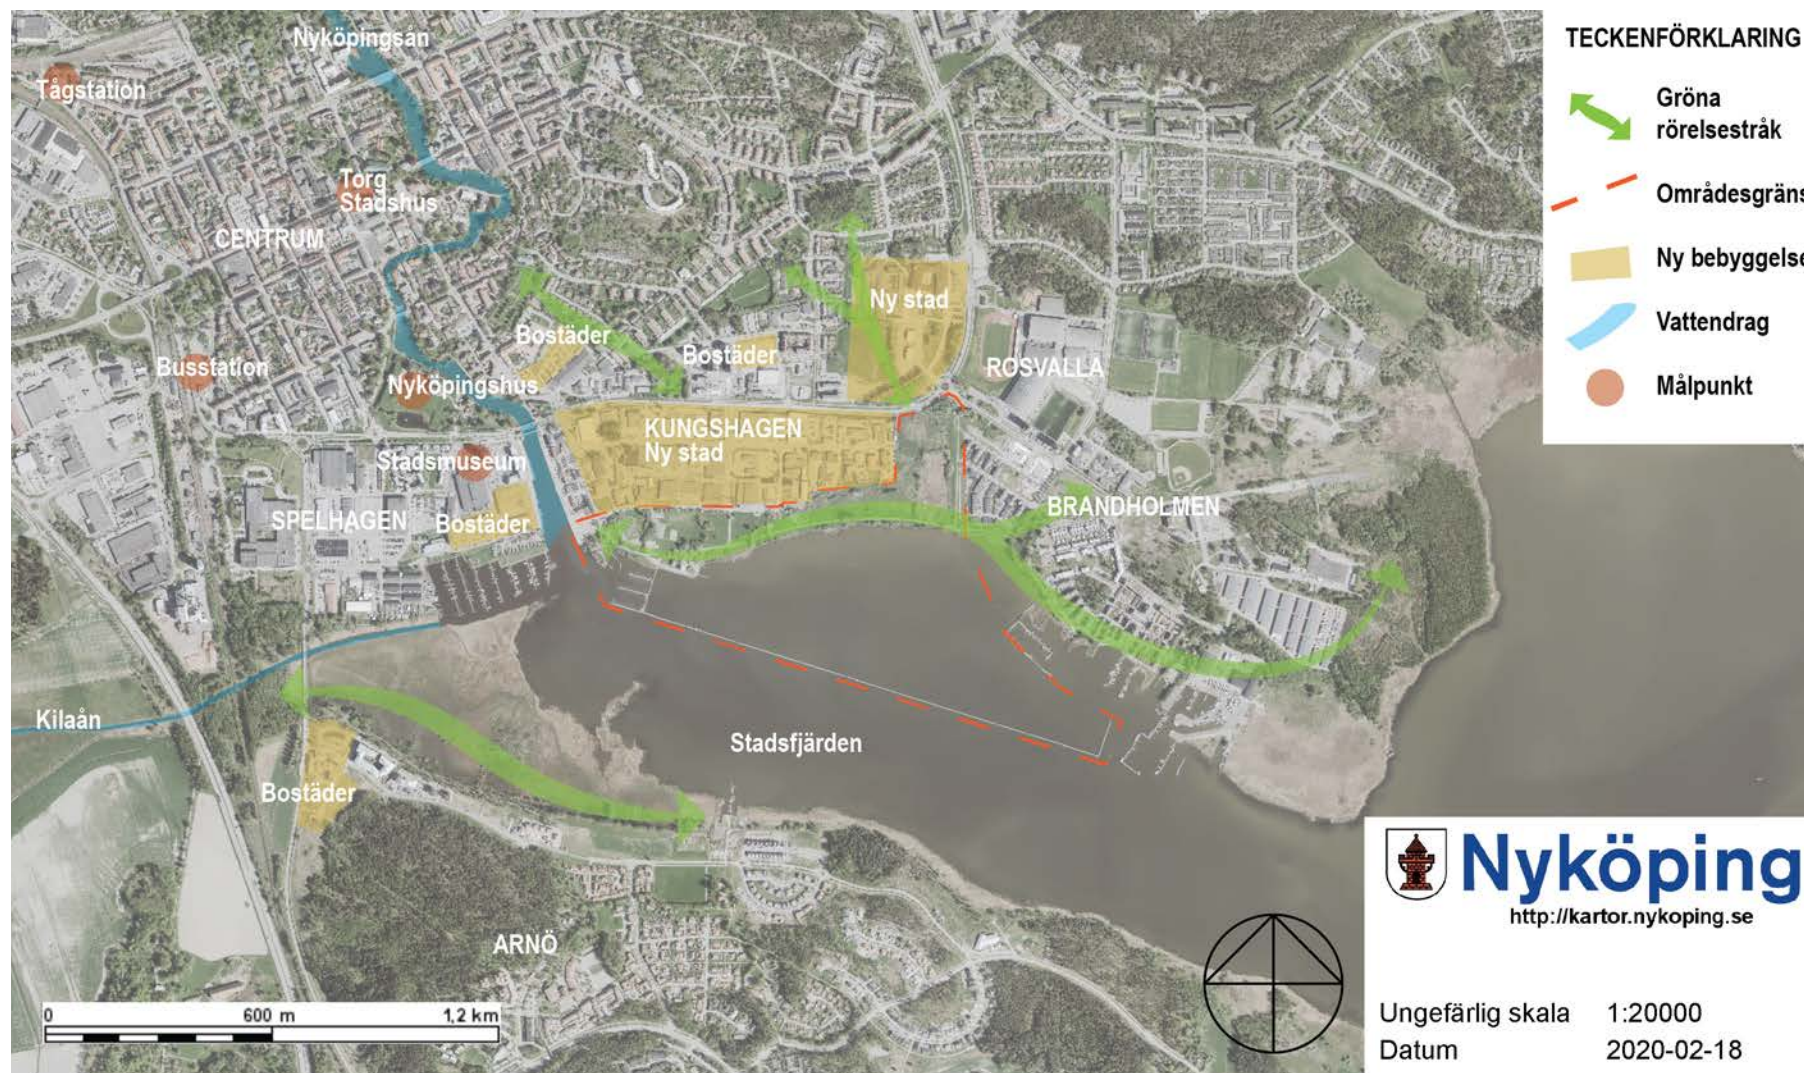 Nyköpingsån
Tågstation
Torg
Stadshus
CENTRUM
Busstation
Nyköpingshus
Bostäder
Bostäder
Ny stad
ROSVALLA
KUNGSHAGEN
Ny stad
Stadsmuseum
SPELHAGEN
Bostäder
BRANDHOLMEN
Kilaån
Stadsfjärden
Bostäder
ARNÖ
0 600 m 1,2 km
TECKENFÖRKLARING
Gröna
rörelsestråk
Områdesgräns
Ny bebyggelse
Vattendrag
Målpunkt
Nyköping
http://kartor.nykoping.se
Ungefärlig skala 1:20000
Datum 2020-02-18